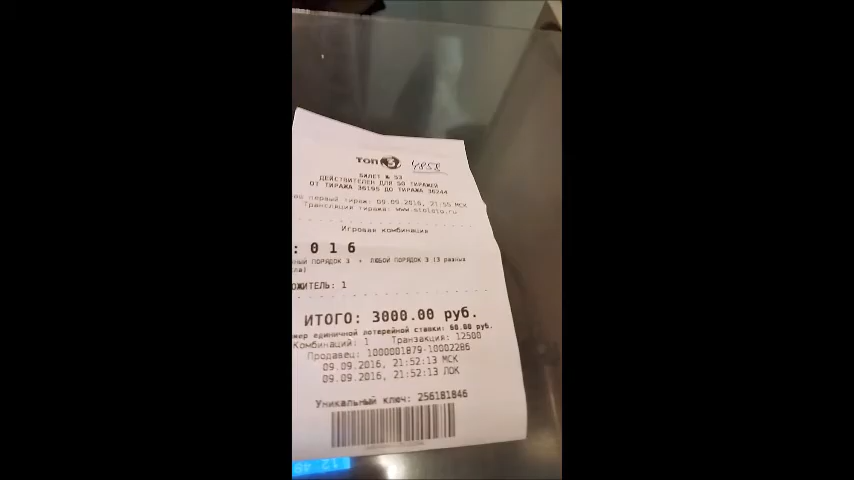 ТОП 3 4858
БИЛЕТ № 53
ДЕЙСТВИТЕЛЕН ДЛЯ 50 ТИРАЖЕЙ
ОТ ТИРАЖА 36195 ДО ТИРАЖА 36244
первый тираж: 09.09.2016, 21:55 МСК
Трансляция тиража: www.stoloto.ru
Игровая комбинация
: 0 1 6
ПОРЯДОК 3 + ЛЮБОЙ ПОРЯДОК 3 (3 разных
: 1
ИТОГО: 3000.00 руб.
единичной лотерейной ставки: 60.00 руб.
Комбинаций: 1 Транзакция: 12500
Продавец: 1000001879-10002286
09.09.2016, 21:52:13 МСК
09.09.2016, 21:52:13 ЛОК
Уникальный ключ: 256181846